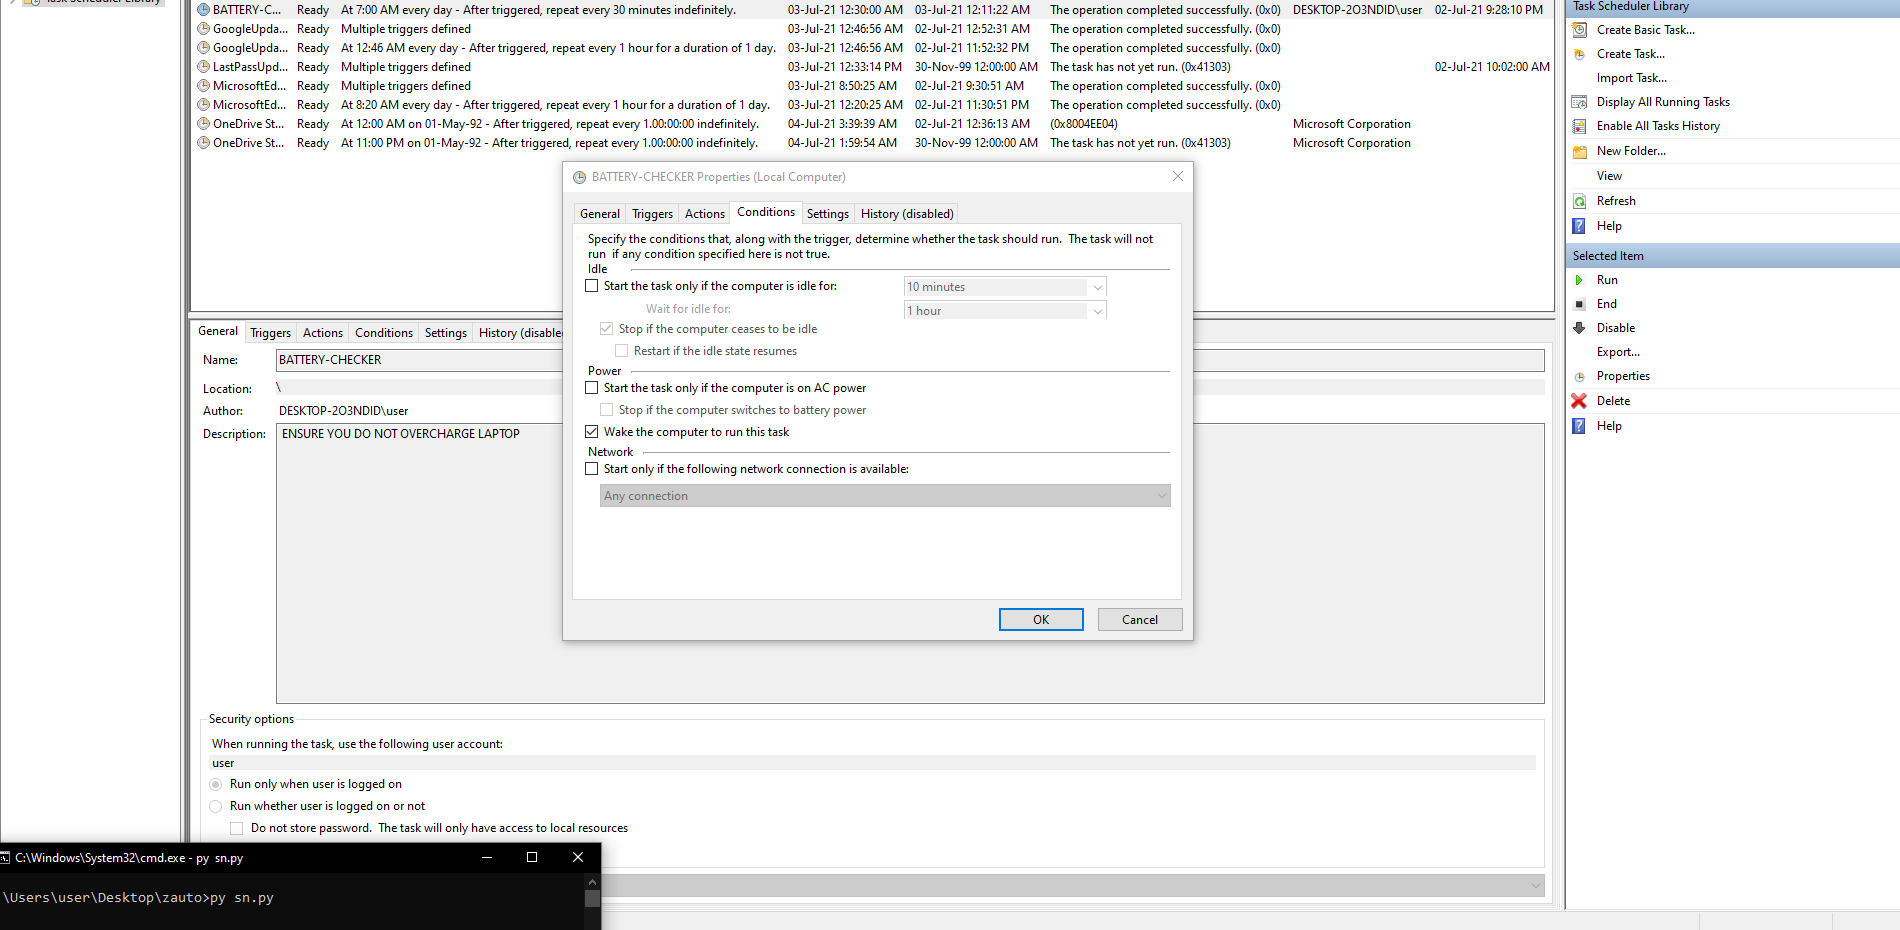 Task Scheduler Library
BATTERY-C... Ready At 7:00 AM every day - After triggered, repeat every 30 minutes indefinitely. 03-Jul-21 12:30:00 AM 03-Jul-21 12:11:22 AM The operation completed successfully. (0x0) DESKTOP-2O3NDID\user 02-Jul-21 9:28:10 PM
GoogleUpda... Ready Multiple triggers defined 03-Jul-21 12:46:56 AM 02-Jul-21 12:52:31 AM The operation completed successfully. (0x0)
GoogleUpda... Ready At 12:46 AM every day - After triggered, repeat every 1 hour for a duration of 1 day. 03-Jul-21 12:46:56 AM 02-Jul-21 11:52:32 PM The operation completed successfully. (0x0)
LastPassUpd... Ready Multiple triggers defined 03-Jul-21 12:33:14 PM 30-Nov-99 12:00:00 AM The task has not yet run. (0x41303) 02-Jul-21 10:02:00 AM
MicrosoftEd... Ready Multiple triggers defined 03-Jul-21 8:50:25 AM 02-Jul-21 9:30:51 AM The operation completed successfully. (0x0)
MicrosoftEd... Ready At 8:20 AM every day - After triggered, repeat every 1 hour for a duration of 1 day. 03-Jul-21 12:20:25 AM 02-Jul-21 11:30:51 PM The operation completed successfully. (0x0)
OneDrive St... Ready At 12:00 AM on 01-May-92 - After triggered, repeat every 1.00:00:00 indefinitely. 04-Jul-21 3:39:39 AM 02-Jul-21 12:36:13 AM (0x8004EE04) Microsoft Corporation
OneDrive St... Ready At 11:00 PM on 01-May-92 - After triggered, repeat every 1.00:00:00 indefinitely. 04-Jul-21 1:59:54 AM 30-Nov-99 12:00:00 AM The task has not yet run. (0x41303) Microsoft Corporation
BATTERY-CHECKER Properties (Local Computer)
General Triggers Actions Conditions Settings History (disabled)
Specify the conditions that, along with the trigger, determine whether the task should run. The task will not
run if any condition specified here is not true.
Idle
Start the task only if the computer is idle for: 10 minutes
Wait for idle for: 1 hour
Stop if the computer ceases to be idle
Restart if the idle state resumes
Power
Start the task only if the computer is on AC power
Stop if the computer switches to battery power
Wake the computer to run this task
Network
Start only if the following network connection is available:
Any connection
OK Cancel
General Triggers Actions Conditions Settings History (disable
Name: BATTERY-CHECKER
Location: \
Author: DESKTOP-2O3NDID\user
Description: ENSURE YOU DO NOT OVERCHARGE LAPTOP
Security options
When running the task, use the following user account:
user
Run only when user is logged on
Run whether user is logged on or not
Do not store password. The task will only have access to local resources
C:\Windows\System32\cmd.exe - py sn.py
\Users\user\Desktop\zauto>py sn.py
Task Scheduler Library
Create Basic Task...
Create Task...
Import Task...
Display All Running Tasks
Enable All Tasks History
New Folder...
View
Refresh
Help
Selected Item
Run
End
Disable
Export...
Properties
Delete
Help